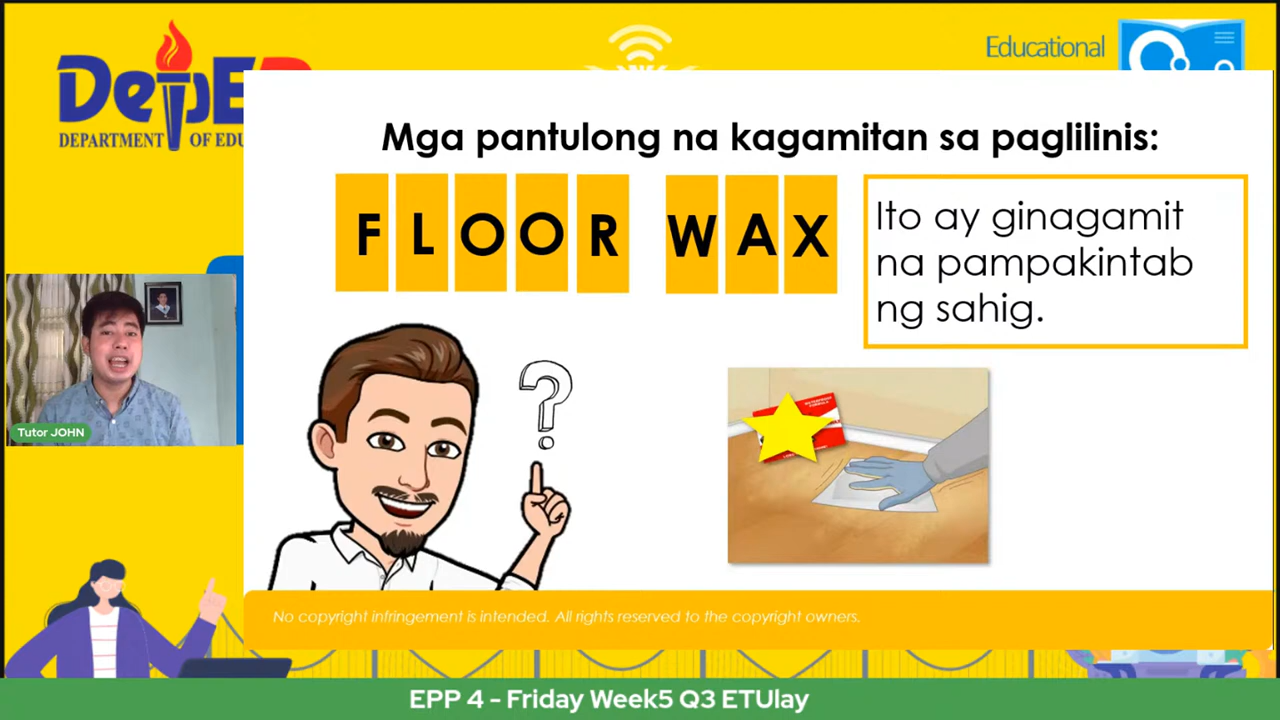 DepED
DEPARTMENT OF EDU
Educational
Mga pantulong na kagamitan sa paglilinis:
FLOOR WAX
Ito ay ginagamit
na pampakintab
ng sahig.
?
Tutor JOHN
No copyright infringement is intended. All rights reserved to the copyright owners.
EPP 4 - Friday Week5 Q3 ETUlay